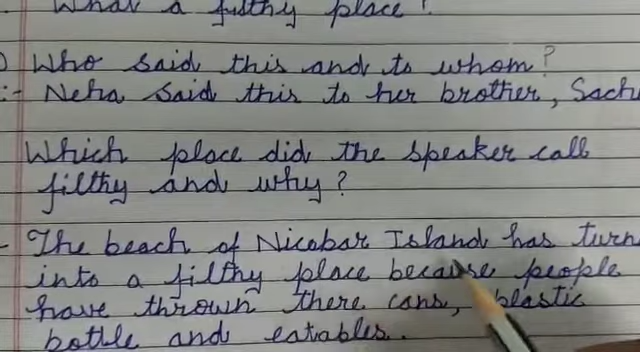 What a filthy place!
Who said this and to whom?
:- Neha said this to her brother, Sach
Which place did the speaker call
filthy and why?
- The beach of Nicobar Island has turn
into a filthy place because people
have thrown there cans, plastic
bottle and eatables.